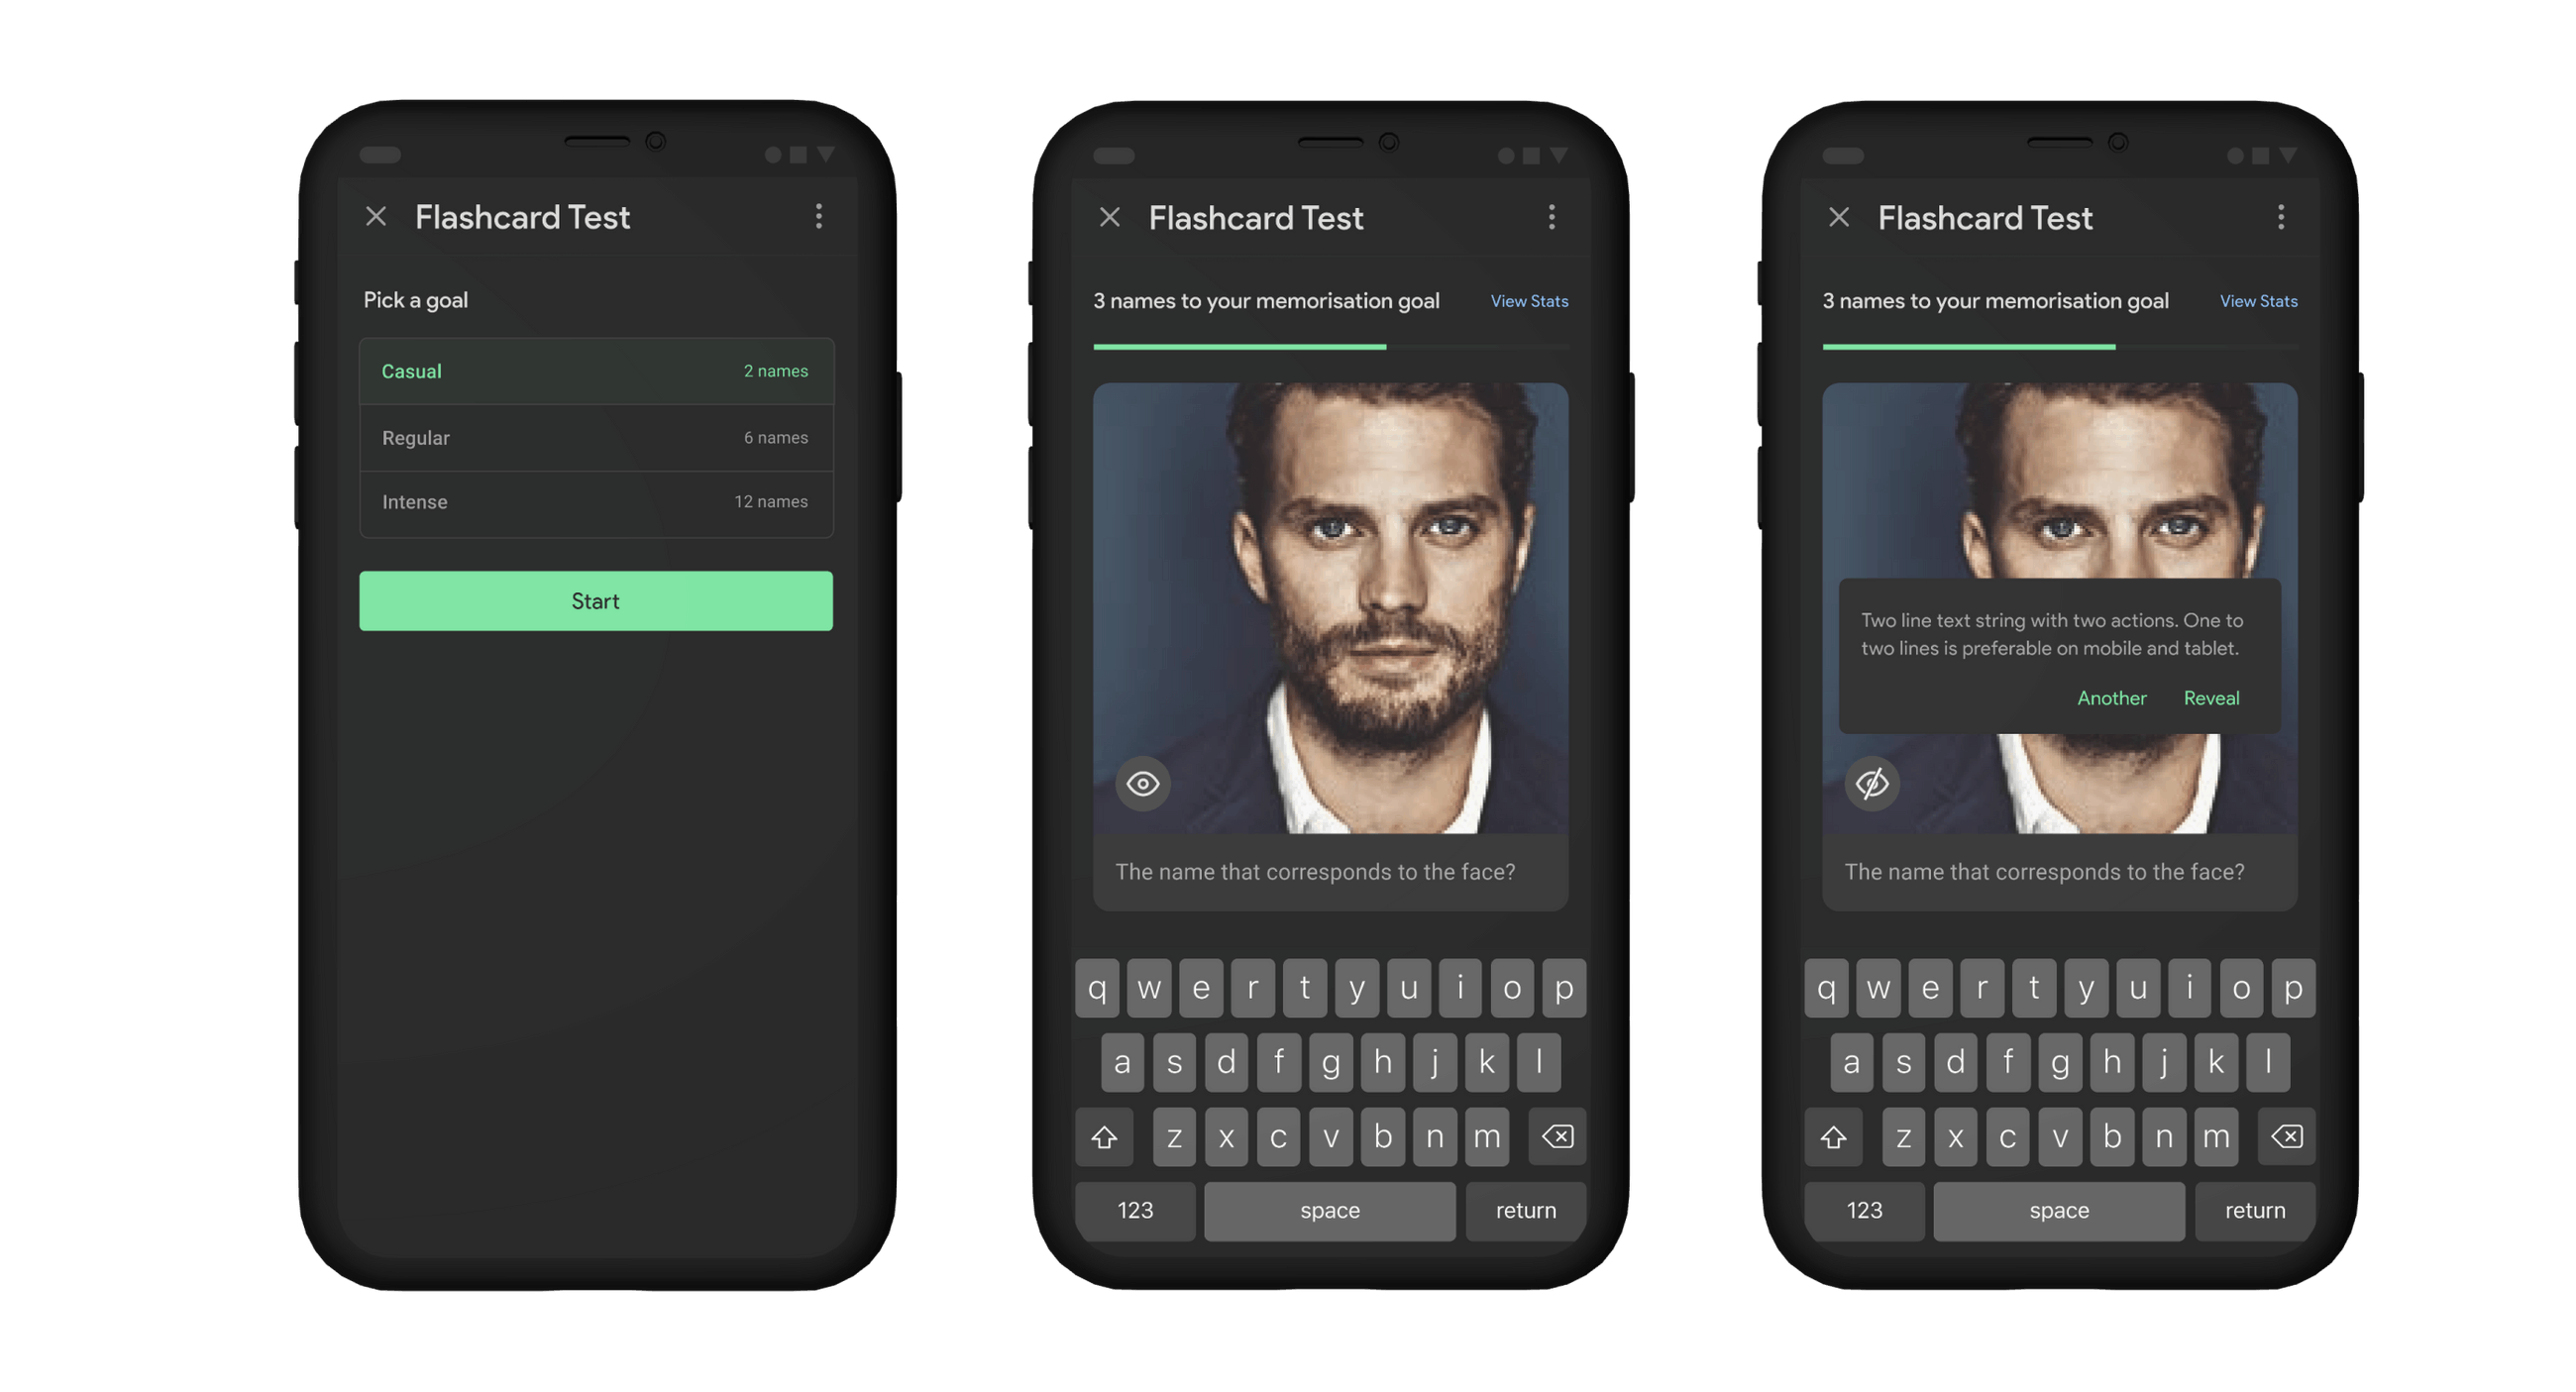 Flashcard Test
Pick a goal
Casual 2 names
Regular 6 names
Intense 12 names
Start
Flashcard Test
3 names to your memorisation goal View Stats
The name that corresponds to the face?
q w e r t y u i o p
a s d f g h j k l
z x c v b n m
123 space return
Flashcard Test
3 names to your memorisation goal View Stats
Two line text string with two actions. One to
two lines is preferable on mobile and tablet.
Another Reveal
The name that corresponds to the face?
q w e r t y u i o p
a s d f g h j k l
z x c v b n m
123 space return